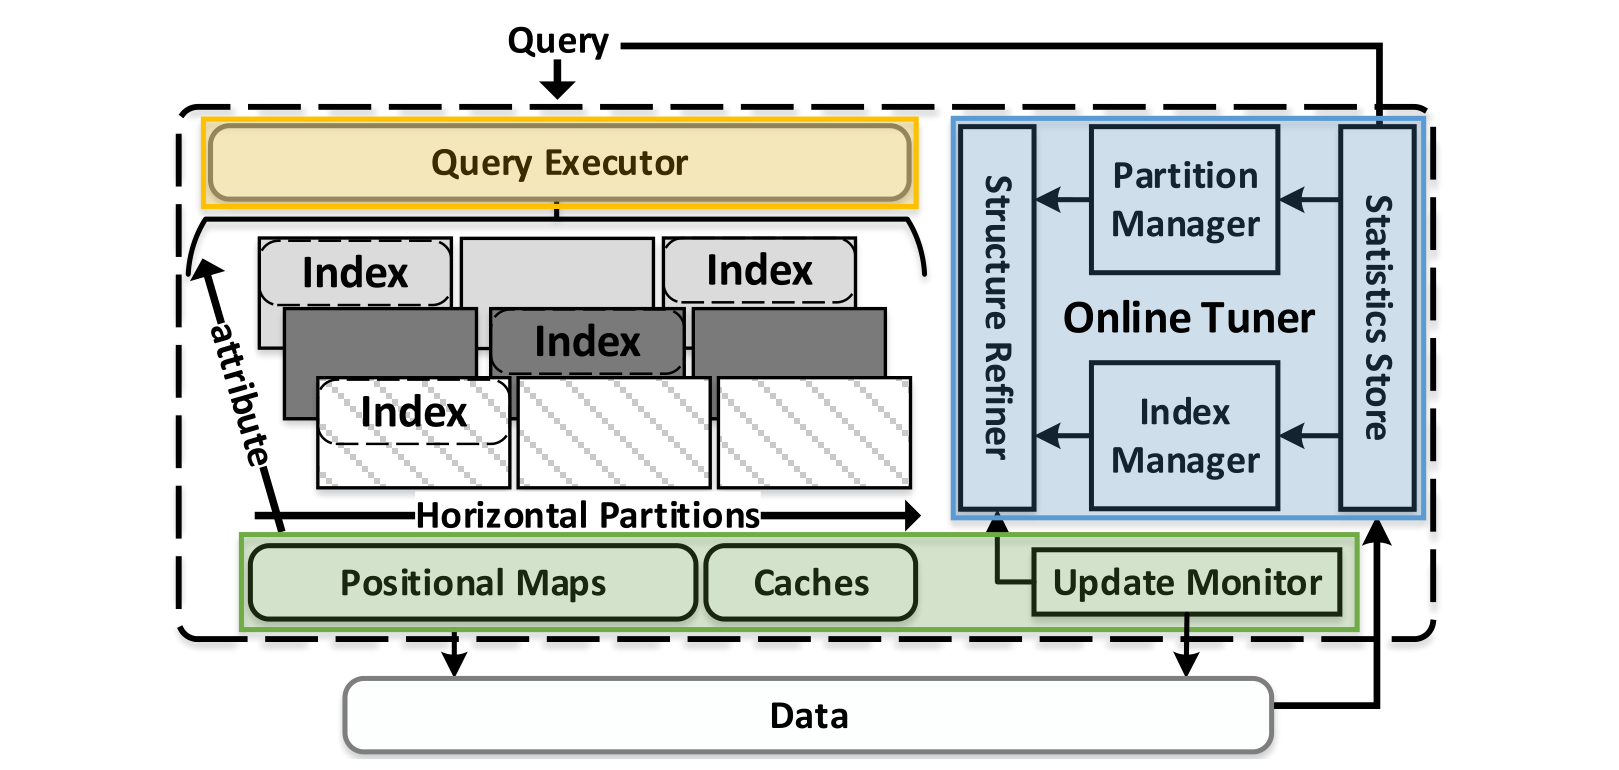 Query
Query Executor
Index
Index
Index
Index
attribute
Horizontal Partitions
Structure Refiner
Partition
Manager
Online Tuner
Index
Manager
Statistics Store
Positional Maps
Caches
Update Monitor
Data